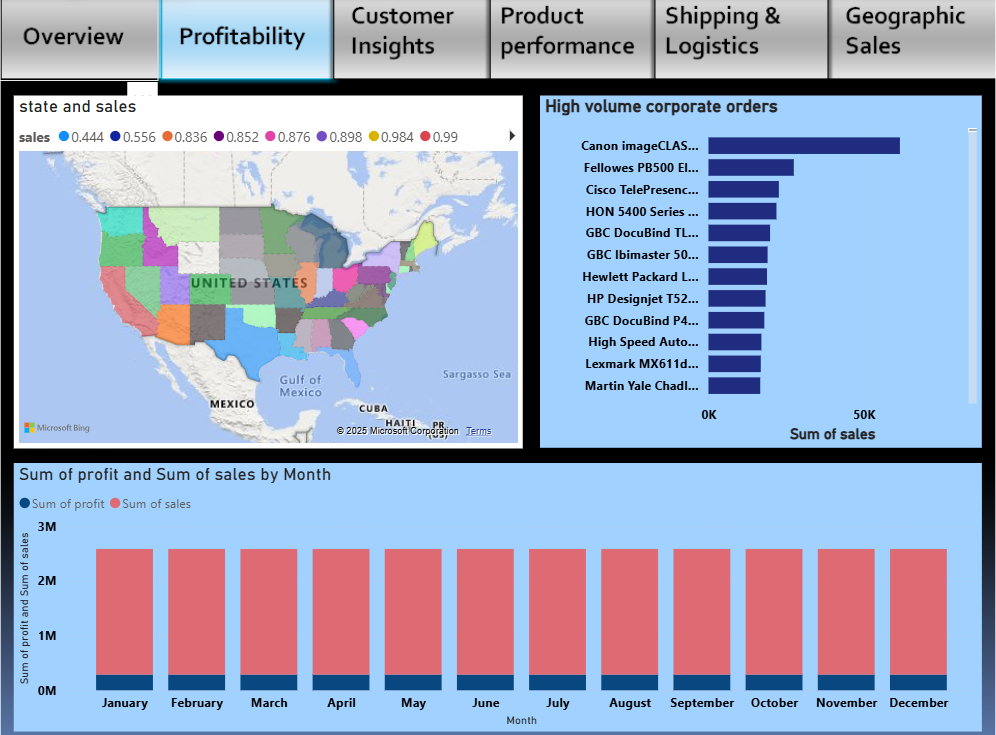 Overview
Profitability
Customer
Insights
Product
performance
Shipping &
Logistics
Geographic
Sales
state and sales
sales 0.444 0.556 0.836 0.852 0.876 0.898 0.984 0.99
UNITED STATES
Gulf of
Mexico
Sargasso Sea
MEXICO
CUBA
HAITI
PR
(US)
Microsoft Bing
© 2025 Microsoft Corporation Terms
High volume corporate orders
Canon imageCLAS...
Fellowes PB500 El...
Cisco TelePresenc...
HON 5400 Series ...
GBC DocuBind TL...
GBC Ibimaster 50...
Hewlett Packard L...
HP Designjet T52...
GBC DocuBind P4...
High Speed Auto...
Lexmark MX611d...
Martin Yale Chadl...
0K 50K
Sum of sales
Sum of profit and Sum of sales by Month
Sum of profit Sum of sales
Sum of profit and Sum of sales
3M
2M
1M
0M
January February March April May June July August September October November December
Month